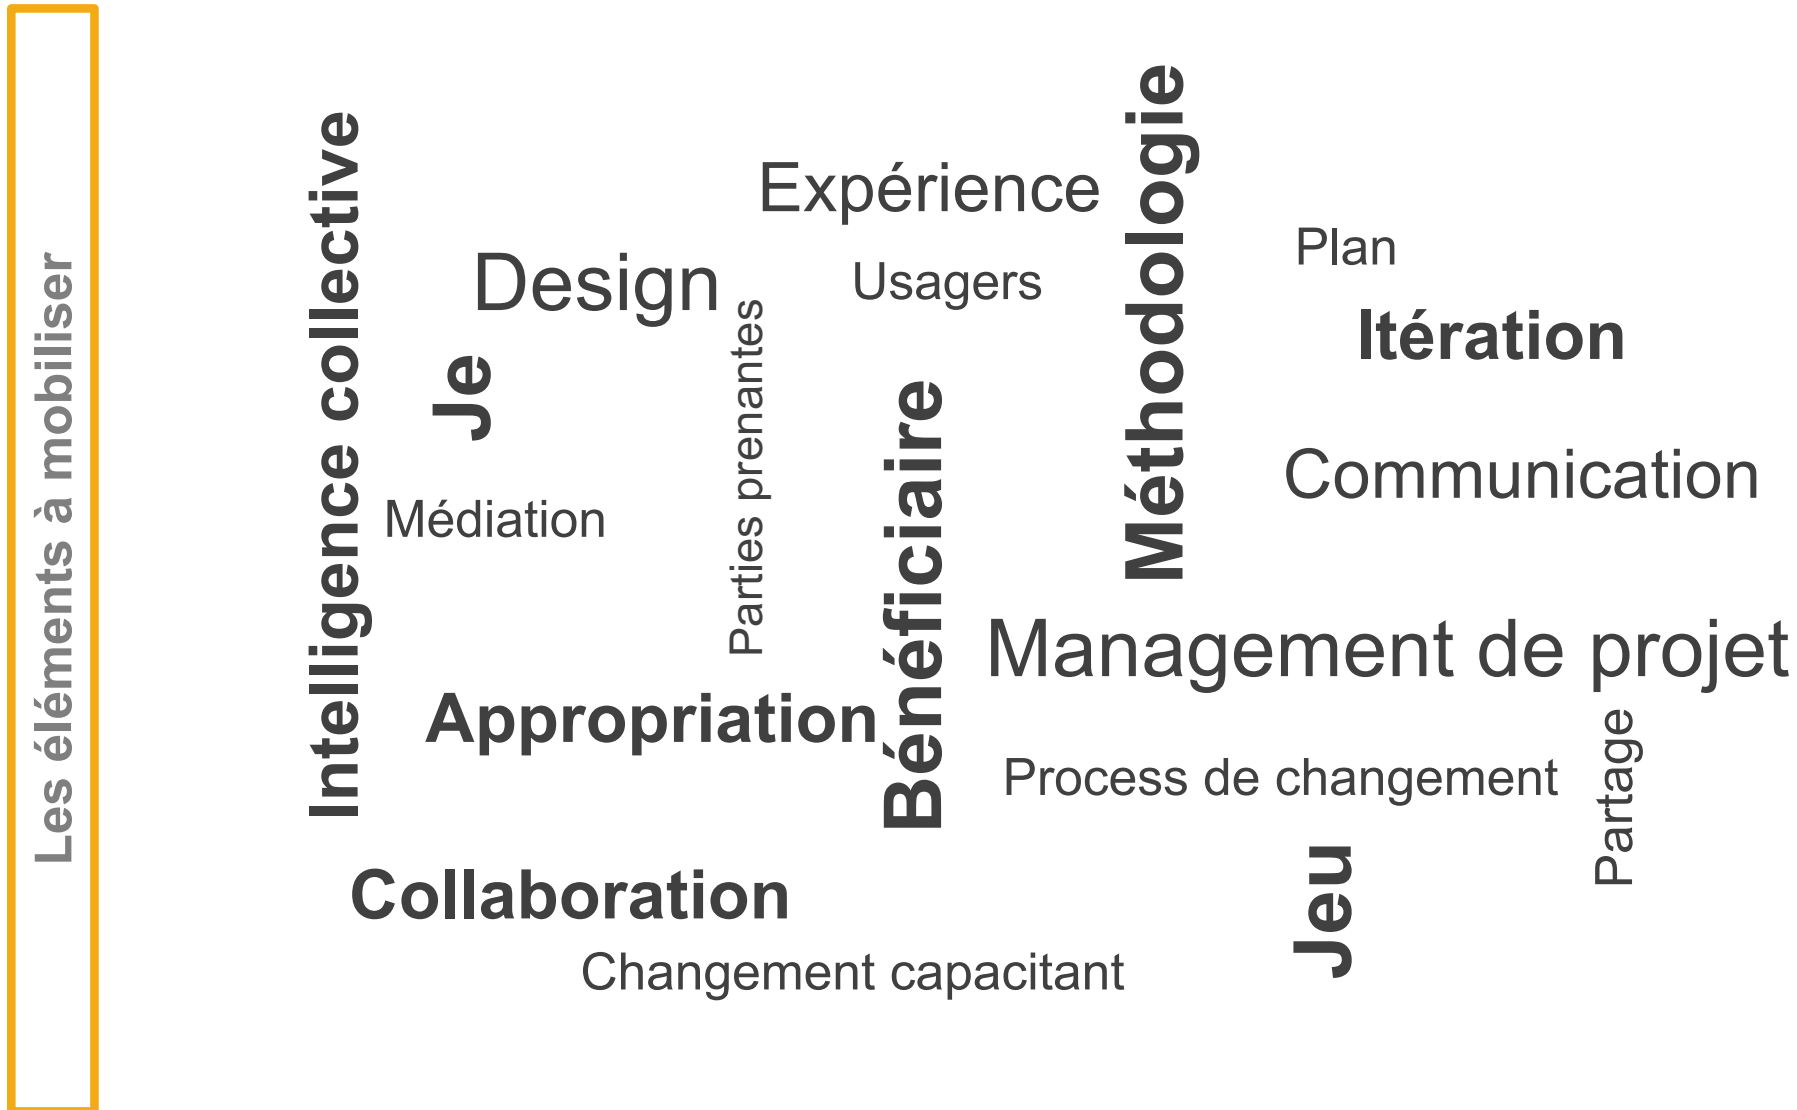 Les éléments à mobiliser
Intelligence collective
Je
Design
Médiation
Parties prenantes
Expérience
Usagers
Méthodologie
Plan
Itération
Communication
Bénéficiaire
Management de projet
Appropriation
Process de changement
Partage
Jeu
Collaboration
Changement capacitant